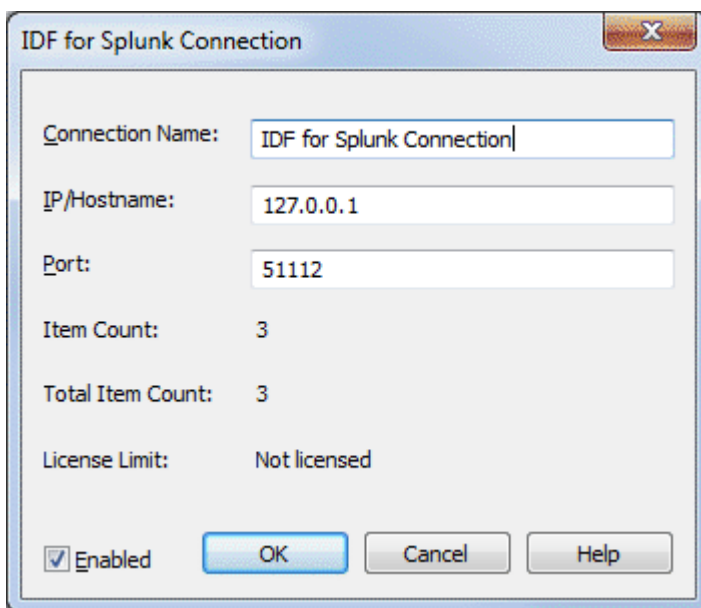 IDF for Splunk Connection
Connection Name: IDF for Splunk Connection
IP/Hostname: 127.0.0.1
Port: 51112
Item Count: 3
Total Item Count: 3
License Limit: Not licensed
Enabled OK Cancel Help